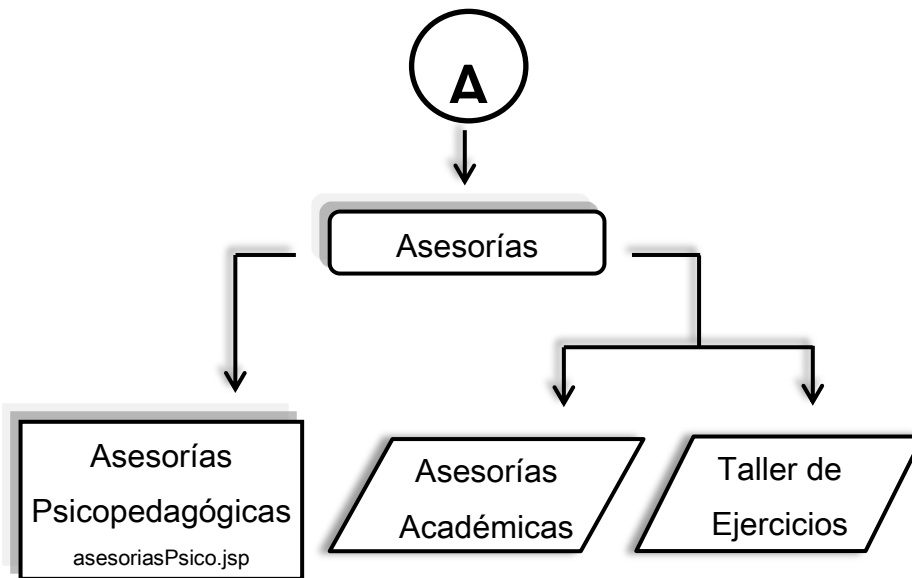 A
Asesorías
Asesorías
Psicopedagógicas
asesoriasPsico.jsp
Asesorías
Académicas
Taller de
Ejercicios